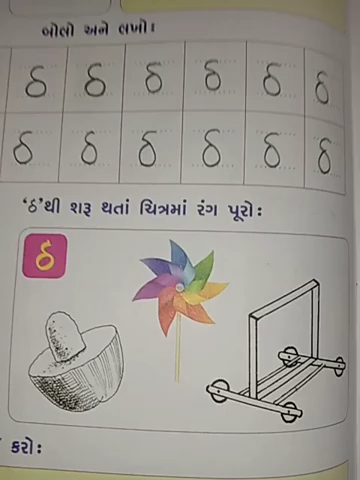 બોલો અને લખો:
ઠ ઠ ઠ ઠ ઠ ઠ
ઠ ઠ ઠ ઠ ઠ ઠ
‘ઠ’થી શરૂ થતાં ચિત્રમાં રંગ પૂરો:
ઠ
કરો: